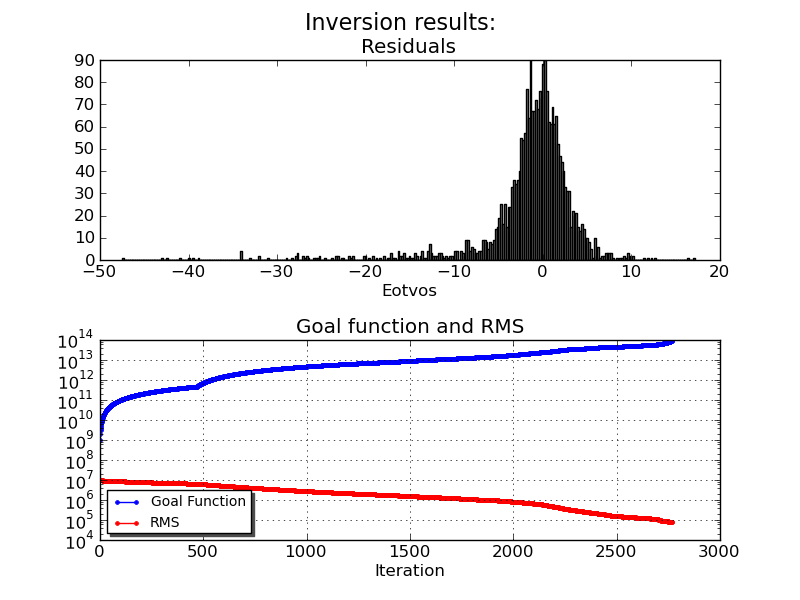 Inversion results:
Residuals
90
80
70
60
50
40
30
20
10
0
−50 −40 −30 −20 −10 0 10 20
Eotvos
Goal function and RMS
10^14
10^13
10^12
10^11
10^10
10^9
10^8
10^7
10^6
10^5
10^4
Goal Function
RMS
0 500 1000 1500 2000 2500 3000
Iteration